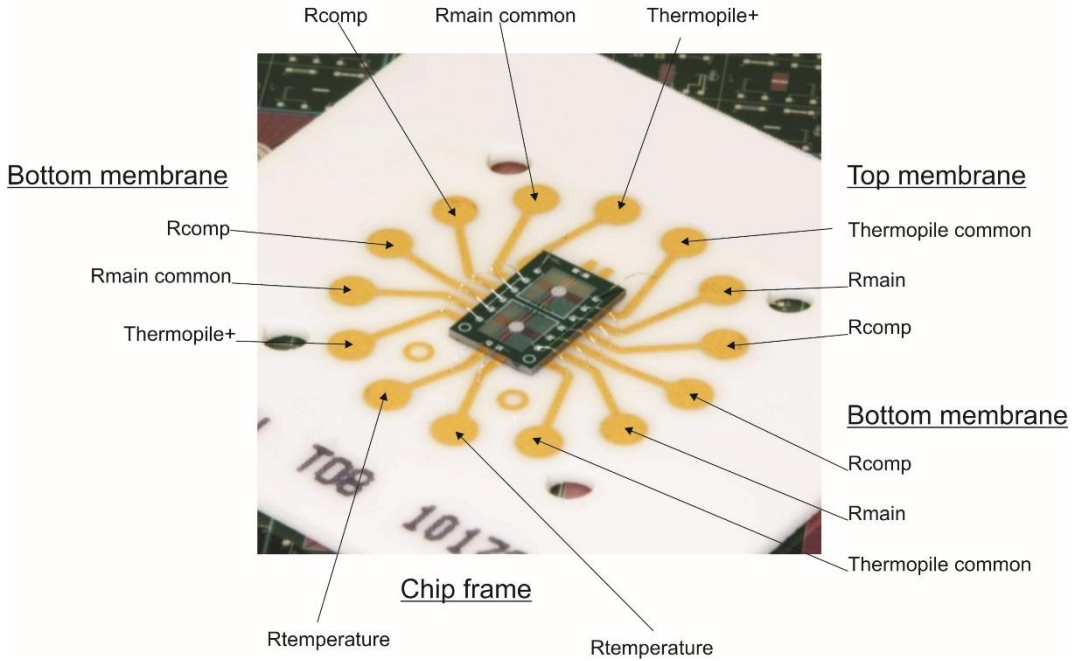 Rcomp
Rmain common
Thermopile+
Bottom membrane
Top membrane
Rcomp
Thermopile common
Rmain common
Rmain
Thermopile+
Rcomp
Bottom membrane
Rcomp
T08
Rmain
Thermopile common
Chip frame
Rtemperature
Rtemperature